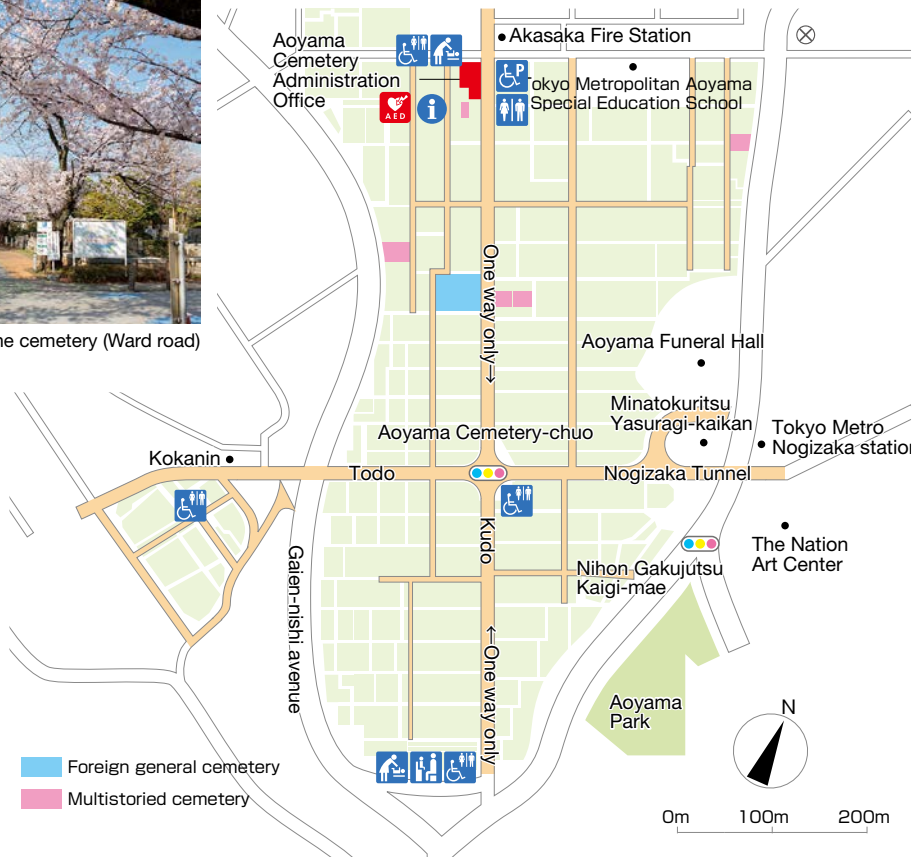 Akasaka Fire Station
Aoyama
Cemetery
Administration
Office
P
okyo Metropolitan Aoyama
Special Education School
AED
i
One way only→
he cemetery (Ward road)
Aoyama Funeral Hall
Minatokuritsu
Yasuragi-kaikan
Aoyama Cemetery-chuo
Tokyo Metro
Nogizaka station
Kokanin
Todo
Nogizaka Tunnel
Kudo
The Nation
Art Center
Nihon Gakujutsu
Kaigi-mae
Gaien-nishi avenue
←One way only
Aoyama
Park
N
Foreign general cemetery
Multistoried cemetery
0m 100m 200m